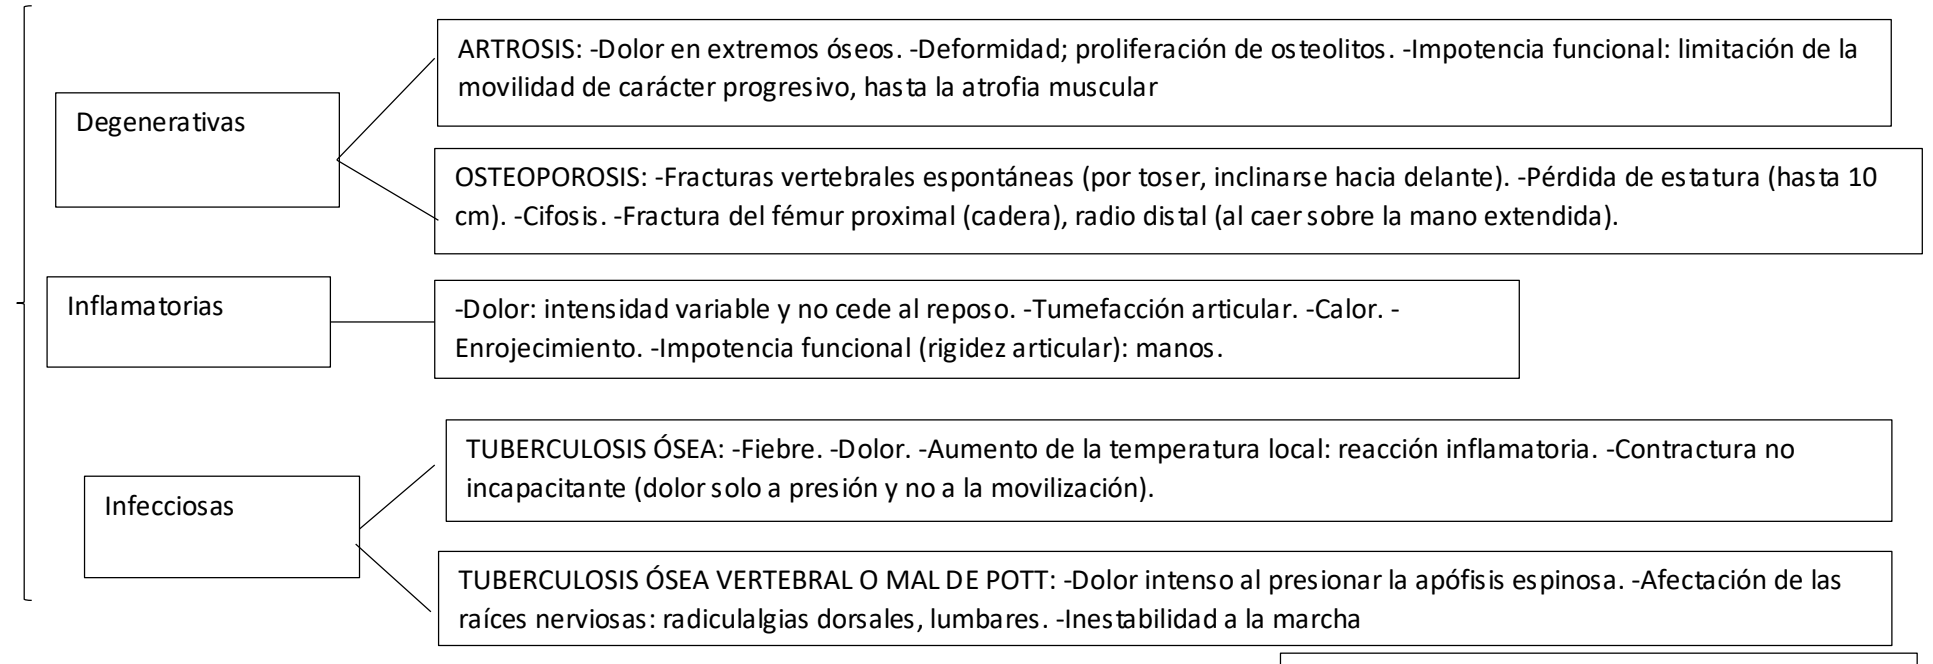 ARTROSIS: -Dolor en extremos óseos. -Deformidad; proliferación de osteolitos. -Impotencia funcional: limitación de la
movilidad de carácter progresivo, hasta la atrofia muscular
Degenerativas
OSTEOPOROSIS: -Fracturas vertebrales espontáneas (por toser, inclinarse hacia delante). -Pérdida de estatura (hasta 10
cm). -Cifosis. -Fractura del fémur proximal (cadera), radio distal (al caer sobre la mano extendida).
Inflamatorias
-Dolor: intensidad variable y no cede al reposo. -Tumefacción articular. -Calor. -
Enrojecimiento. -Impotencia funcional (rigidez articular): manos.
TUBERCULOSIS ÓSEA: -Fiebre. -Dolor. -Aumento de la temperatura local: reacción inflamatoria. -Contractura no
incapacitante (dolor solo a presión y no a la movilización).
Infecciosas
TUBERCULOSIS ÓSEA VERTEBRAL O MAL DE POTT: -Dolor intenso al presionar la apófisis espinosa. -Afectación de las
raíces nerviosas: radiculalgias dorsales, lumbares. -Inestabilidad a la marcha